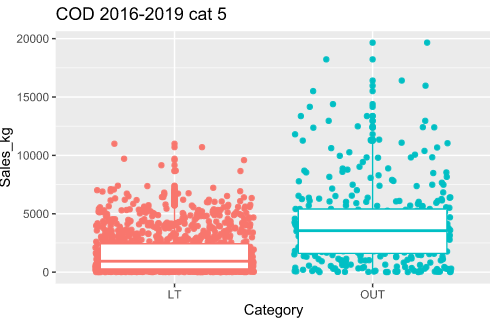 COD 2016-2019 cat 5
20000
15000
10000
5000
0
Sales_kg
LT OUT
Category